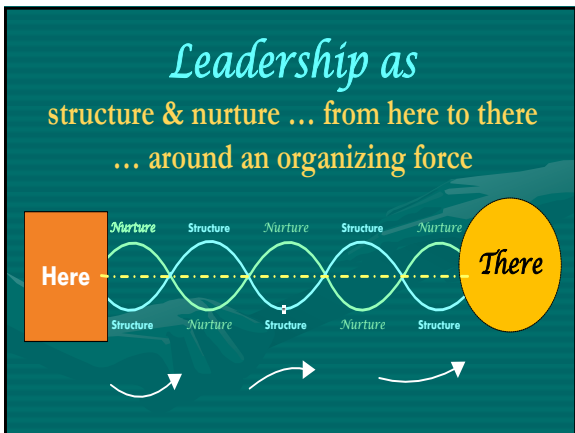 Leadership as
structure & nurture ... from here to there
... around an organizing force
Nurture Structure Nurture Structure Nurture
Here
There
Structure Nurture Structure Nurture Structure